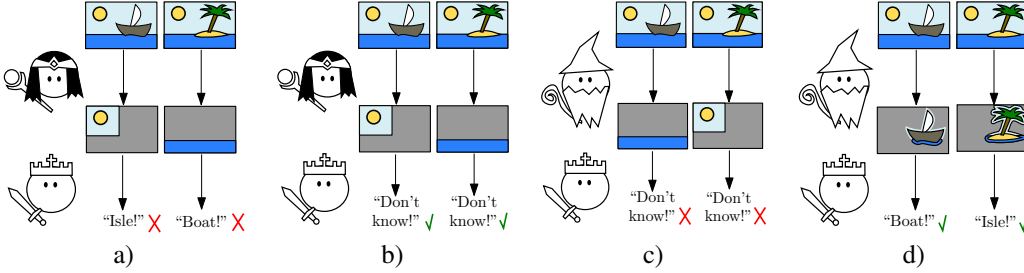 “Isle!” “Boat!”
“Don’t know!” “Don’t know!”
“Don’t know!” “Don’t know!”
“Boat!” “Isle!”
a) b) c) d)